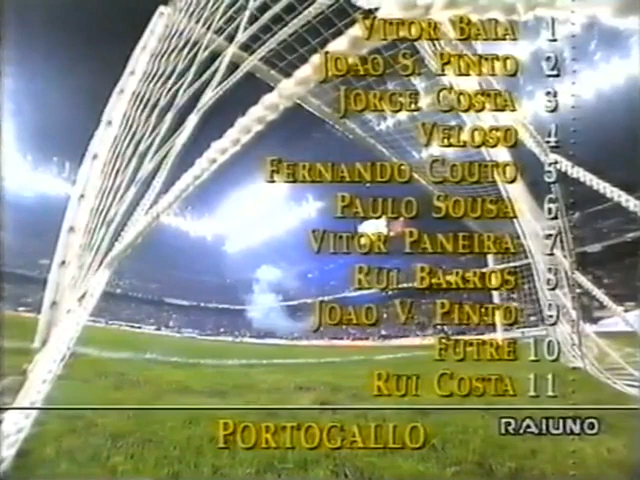 VITOR BAIA 1
JOAO S. PINTO 2
JORGE COSTA 3
VELOSO 4
FERNANDO COUTO 5
PAULO SOUSA 6
VITOR PANEIRA 7
RUI BARROS 8
JOAO V. PINTO 9
FUTRE 10
RUI COSTA 11
PORTOGALLO
RAIUNO